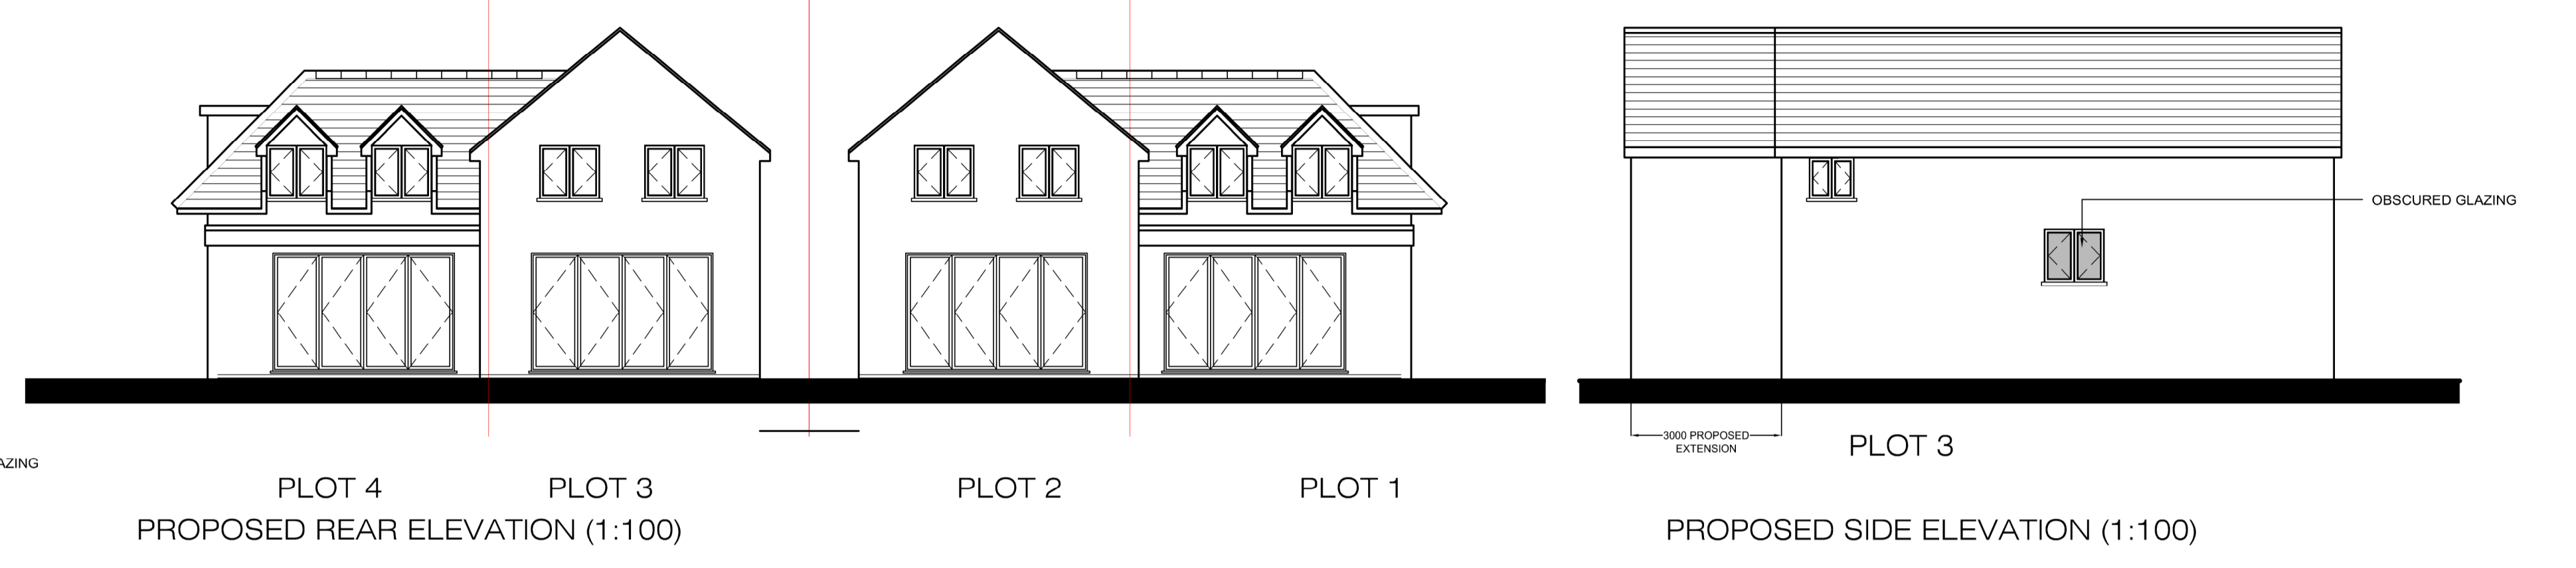 OBSCURED GLAZING
3000 PROPOSED
EXTENSION
PLOT 3
AZING
PLOT 4
PLOT 3
PLOT 2
PLOT 1
PROPOSED REAR ELEVATION (1:100)
PROPOSED SIDE ELEVATION (1:100)